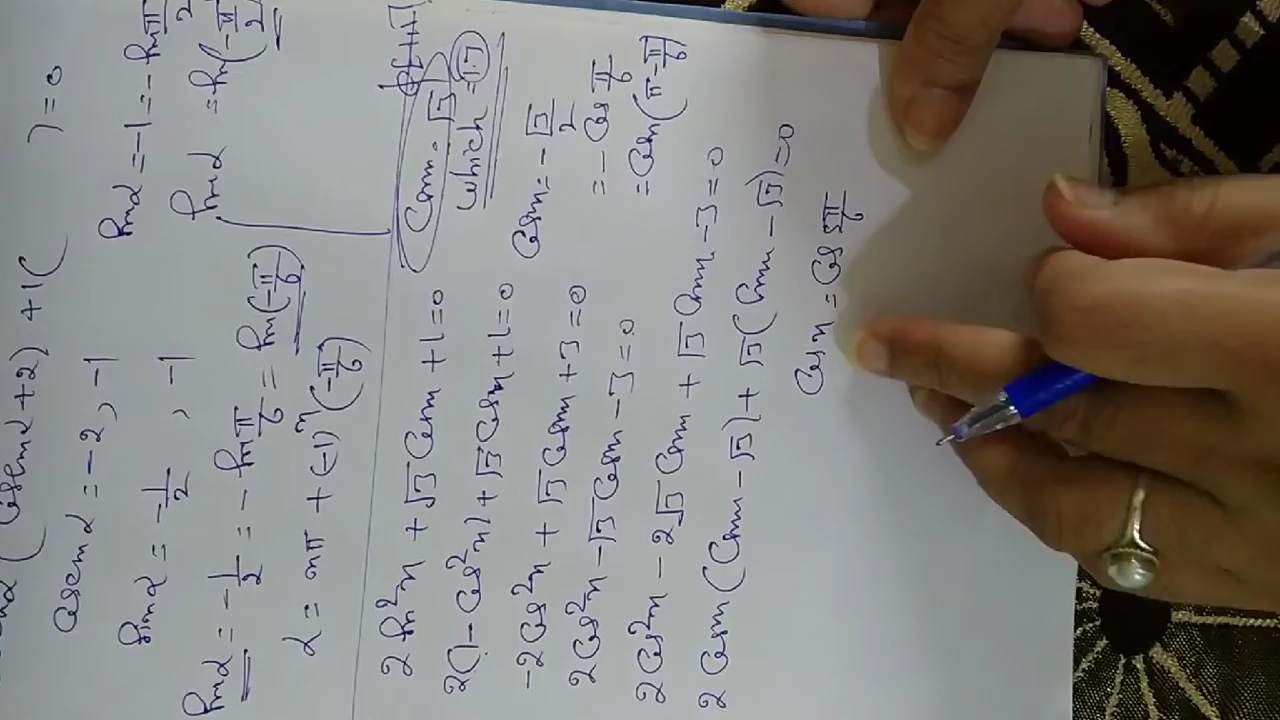 (cosecα+2) + 1( ) = 0
cosecα = -2, -1
sinα = -1/2, -1
sinα = -1/2 = -sin π/6 = sin(-π/6)
α = nπ + (-1)ⁿ(-π/6)
sinα = -1 = -sin π/2
sinα = sin(-π/2)
2 sin²x + √3 cosx + 1 = 0
2(1 - cos²x) + √3 cosx + 1 = 0
-2cos²x + √3 cosx + 3 = 0
2cos²x - √3 cosx - 3 = 0
2cos²x - 2√3 cosx + √3 cosx - 3 = 0
2cosx(cosx - √3) + √3(cosx - √3) = 0
cosx = √3
which
cosx = -√3/2
= -cos π/6
= cos(π - π/6)
cosx = cos 5π/6